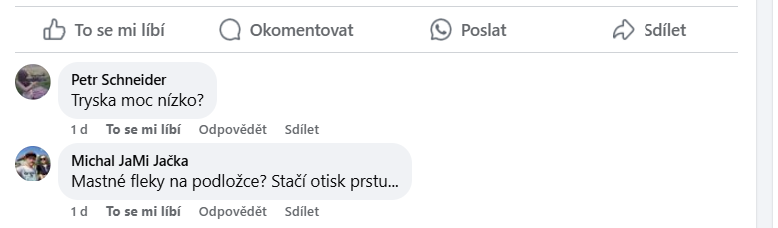 To se mi líbí Okomentovat Poslat Sdílet
Petr Schneider
Tryska moc nízko?
1 d To se mi líbí Odpovědět Sdílet
Michal JaMi Jačka
Mastné fleky na podložce? Stačí otisk prstu...
1 d To se mi líbí Odpovědět Sdílet